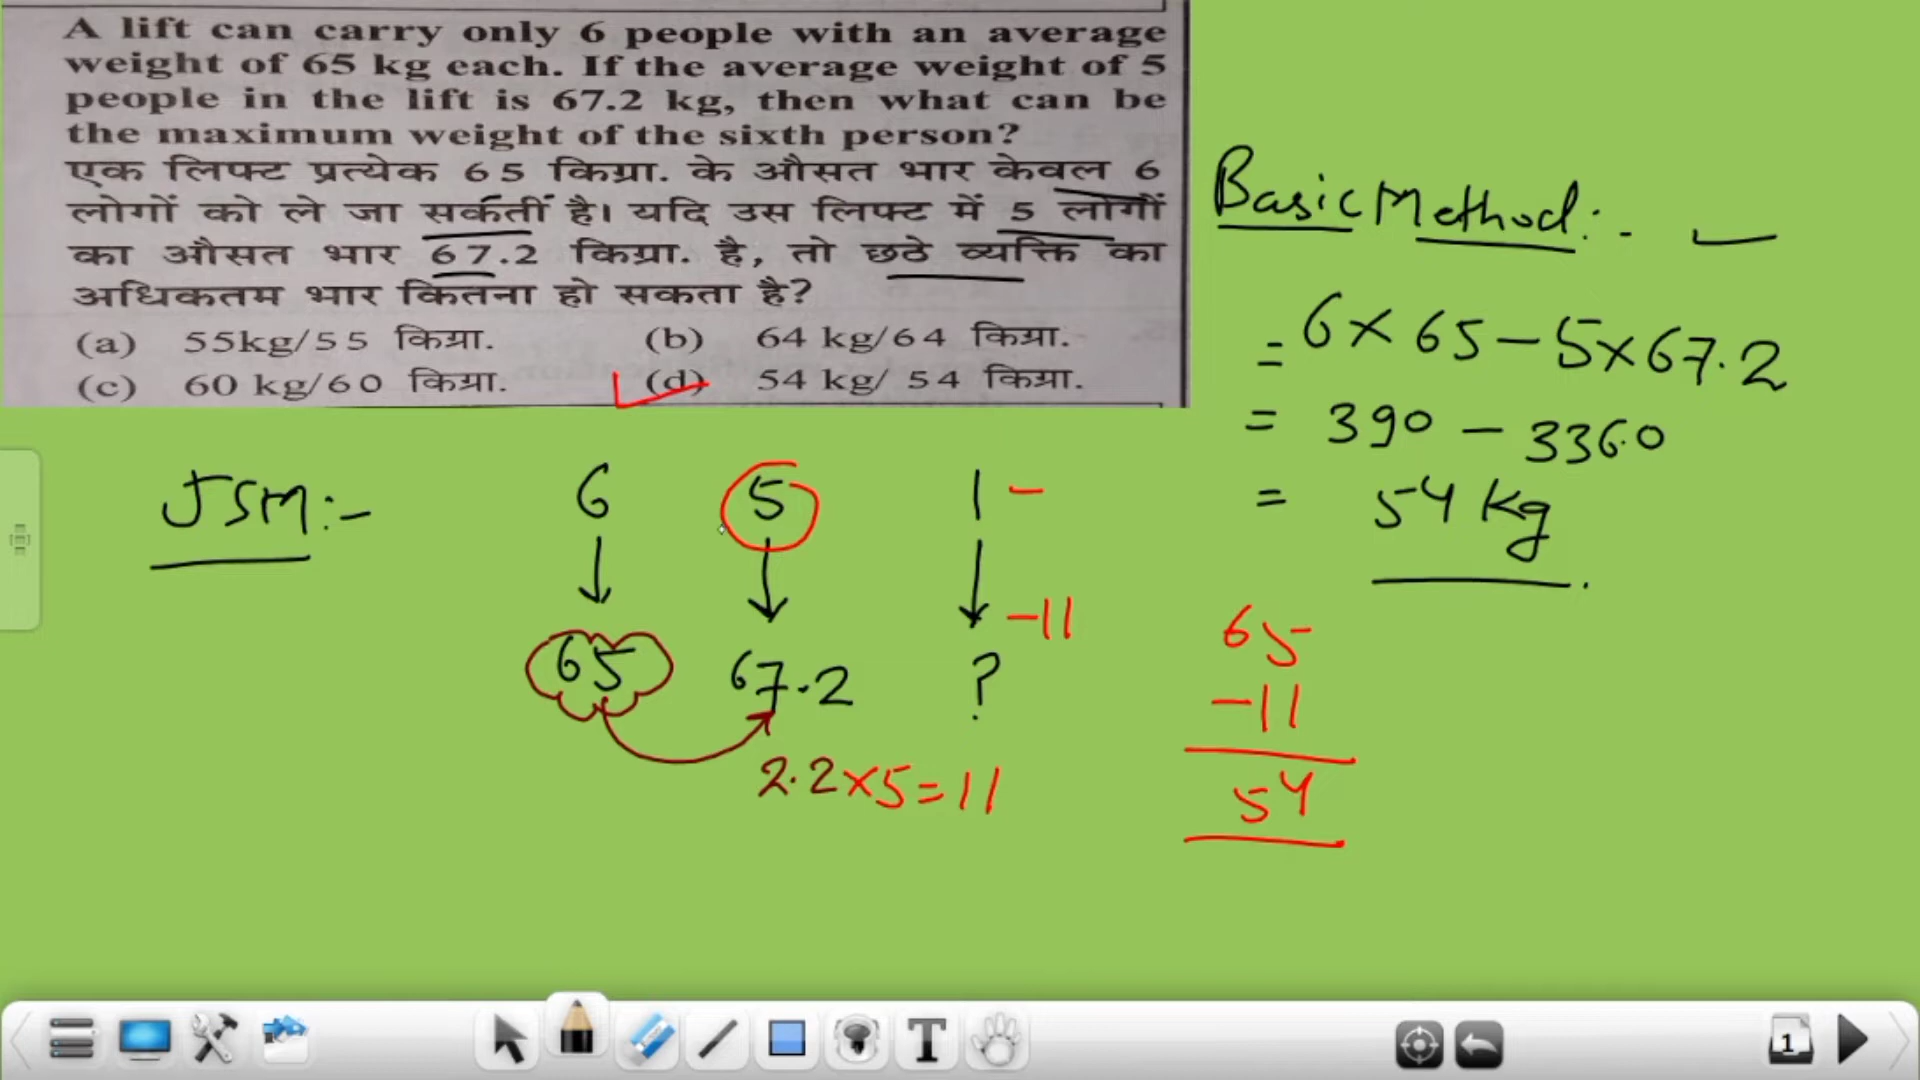 A lift can carry only 6 people with an average
weight of 65 kg each. If the average weight of 5
people in the lift is 67.2 kg, then what can be
the maximum weight of the sixth person?
एक लिफ्ट प्रत्येक 65 किग्रा. के औसत भार केवल 6
लोगों को ले जा सकतीं है। यदि उस लिफ्ट में 5 लोगों
का औसत भार 67.2 किग्रा. है, तो छठे व्यक्ति का
अधिकतम भार कितना हो सकता है?
(a) 55kg/55 किग्रा. (b) 64 kg/64 किग्रा.
(c) 60 kg/60 किग्रा. (d) 54 kg/ 54 किग्रा.
Basic Method:-
= 6×65-5×67.2
= 390 - 336.0
= 54 kg
JSM:-
6 5 1 -
-11
65 67.2 ?
2.2×5=11
65
-11
54
T
1